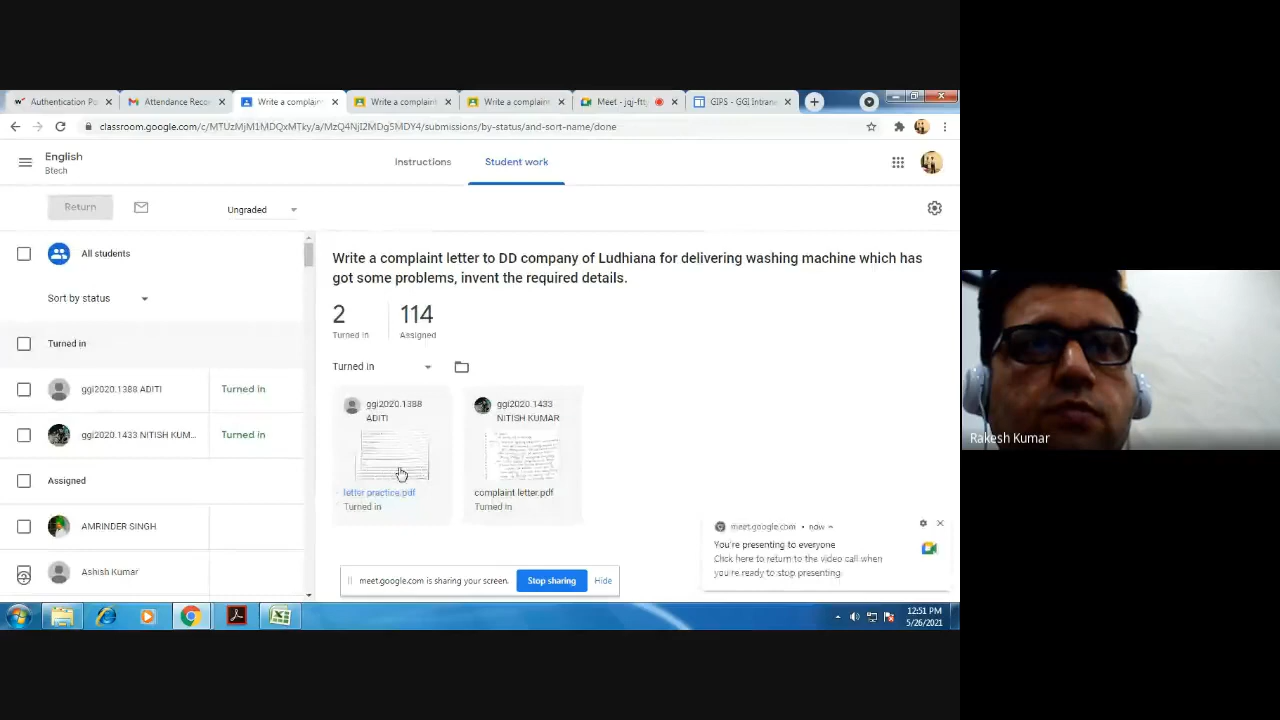 Authentication Po
Attendance Reco
Write a complain
Write a complaint
Write a complaint
Meet - jqj-ftt
GIPS - GGI Intrane
classroom.google.com/c/MTUzMjM1MDQxMTky/a/MzQ4NjI2MDg5MDY4/submissions/by-status/and-sort-name/done
English
Btech
Instructions
Student work
Return
Ungraded
All students
Sort by status
Turned in
ggi2020.1388 ADITI
Turned in
ggi2020.1433 NITISH KUM...
Turned in
Assigned
AMRINDER SINGH
Ashish Kumar
Write a complaint letter to DD company of Ludhiana for delivering washing machine which has
got some problems, invent the required details.
2
114
Turned in
Assigned
Turned in
ggi2020.1388
ADITI
letter practice.pdf
Turned in
ggi2020.1433
NITISH KUMAR
complaint letter.pdf
Turned in
meet.google.com • now
You're presenting to everyone
Click here to return to the video call when
you're ready to stop presenting.
meet.google.com is sharing your screen.
Stop sharing
Hide
12:51 PM
5/26/2021
Rakesh Kumar